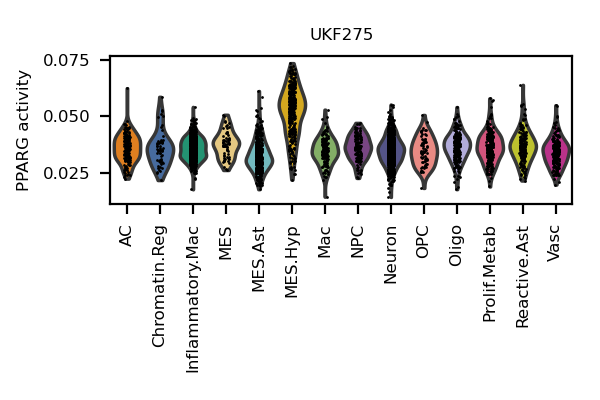 UKF275
PPARG activity
0.075
0.050
0.025
AC
Chromatin.Reg
Inflammatory.Mac
MES
MES.Ast
MES.Hyp
Mac
NPC
Neuron
OPC
Oligo
Prolif.Metab
Reactive.Ast
Vasc